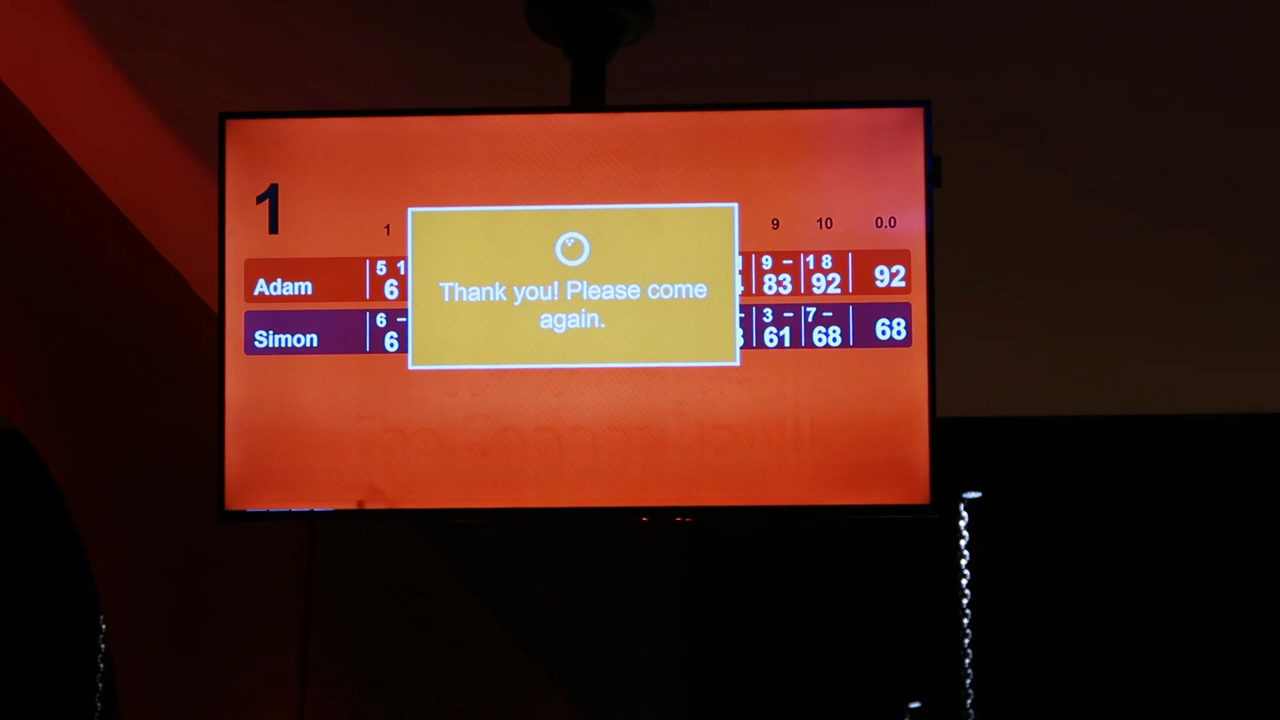 1
1 9 10 0.0
5 1 9 - 1 8
Adam 6 83 92 92
6 - 3 - 7 -
Simon 6 61 68 68
Thank you! Please come
again.